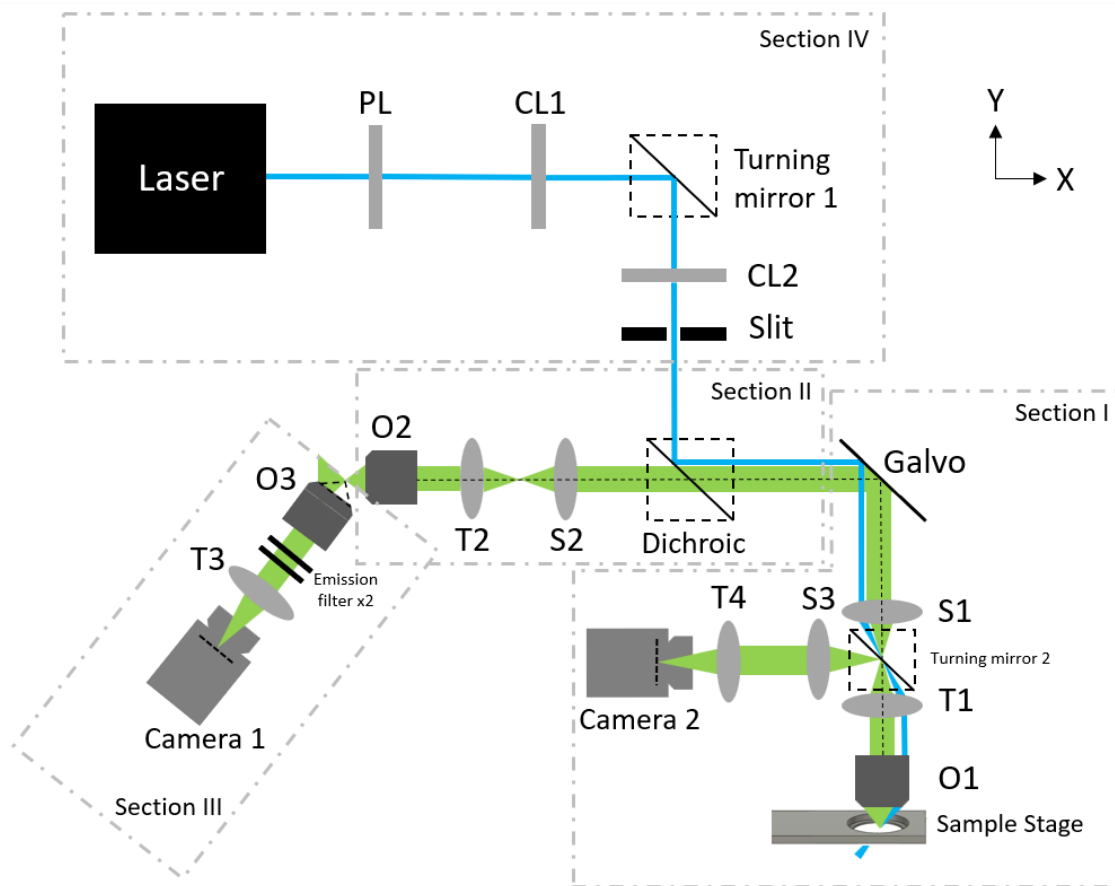 Section IV
PL
CL1
Laser
Turning
mirror 1
Y
X
CL2
Slit
Section II
Section I
O2
Galvo
O3
T2
S2
Dichroic
T3
Emission
filter x2
T4
S3
S1
Turning mirror 2
T1
Camera 2
Camera 1
O1
Section III
Sample Stage